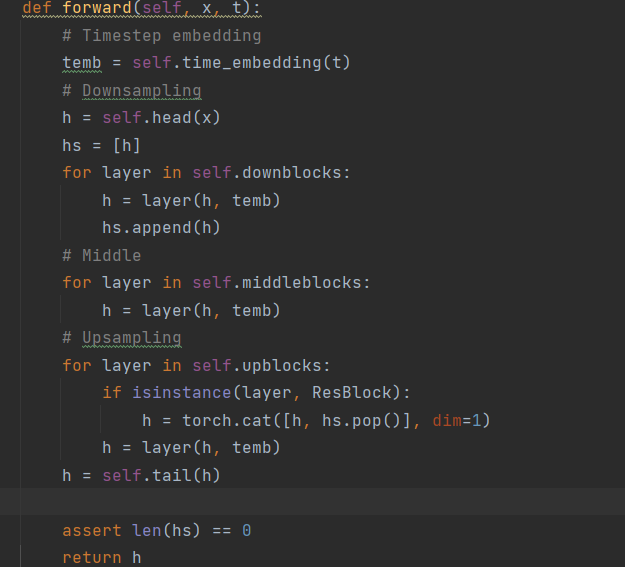 def forward(self, x, t):
    # Timestep embedding
    temb = self.time_embedding(t)
    # Downsampling
    h = self.head(x)
    hs = [h]
    for layer in self.downblocks:
        h = layer(h, temb)
        hs.append(h)
    # Middle
    for layer in self.middleblocks:
        h = layer(h, temb)
    # Upsampling
    for layer in self.upblocks:
        if isinstance(layer, ResBlock):
            h = torch.cat([h, hs.pop()], dim=1)
        h = layer(h, temb)
    h = self.tail(h)

    assert len(hs) == 0
    return h